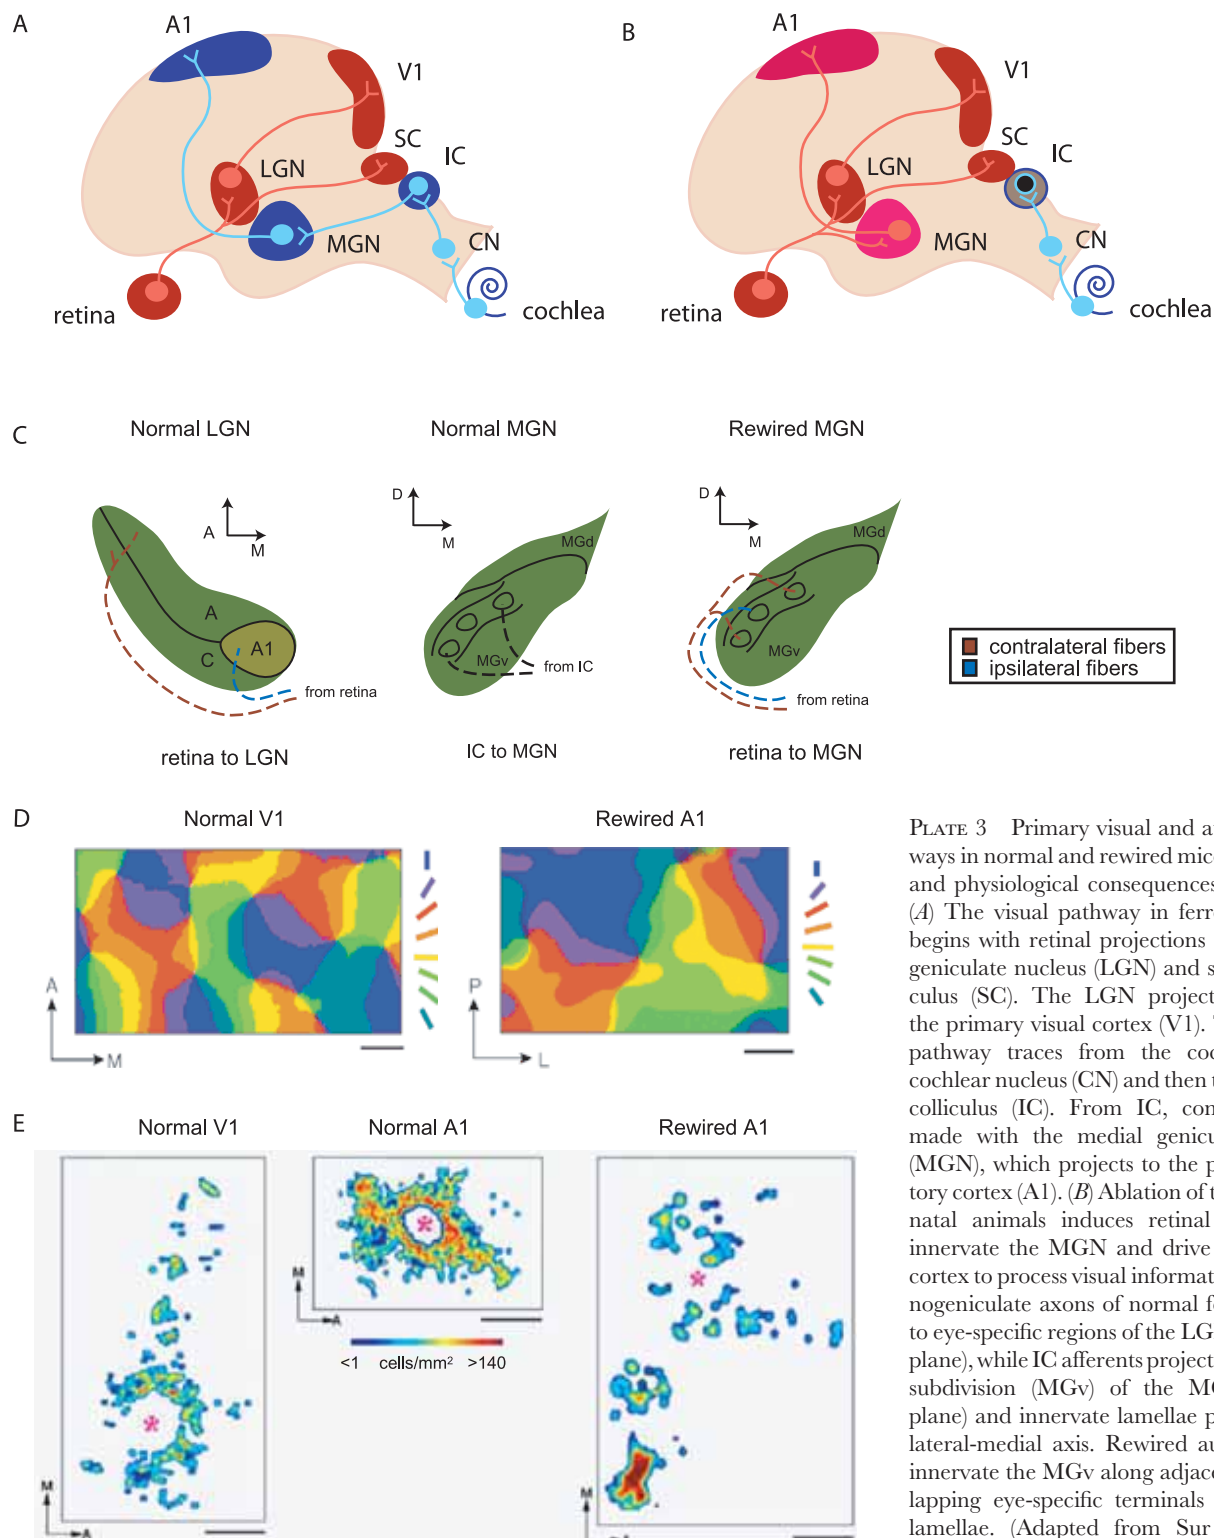 A
A1
V1
SC
IC
LGN
MGN
CN
retina
cochlea
B
A1
V1
SC
IC
LGN
MGN
CN
retina
cochlea
C
Normal LGN
Normal MGN
Rewired MGN
A
M
A
C
A1
from retina
retina to LGN
D
M
MGd
MGv
from IC
IC to MGN
D
M
MGd
MGv
from retina
retina to MGN
contralateral fibers
ipsilateral fibers
D
Normal V1
Rewired A1
A
M
P
L
E
Normal V1
Normal A1
Rewired A1
M
A
M
A
<1 cells/mm² >140
M
PLATE 3 Primary visual and a
ways in normal and rewired mice
and physiological consequences
(A) The visual pathway in ferr
begins with retinal projections
geniculate nucleus (LGN) and s
culus (SC). The LGN project
the primary visual cortex (V1). 
pathway traces from the coc
cochlear nucleus (CN) and then t
colliculus (IC). From IC, con
made with the medial genicu
(MGN), which projects to the p
tory cortex (A1). (B) Ablation of t
natal animals induces retinal
innervate the MGN and drive
cortex to process visual informat
nogeniculate axons of normal f
to eye-specific regions of the LG
plane), while IC afferents project
subdivision (MGv) of the MG
plane) and innervate lamellae p
lateral-medial axis. Rewired au
innervate the MGv along adjace
lapping eye-specific terminals
lamellae. (Adapted from Sur